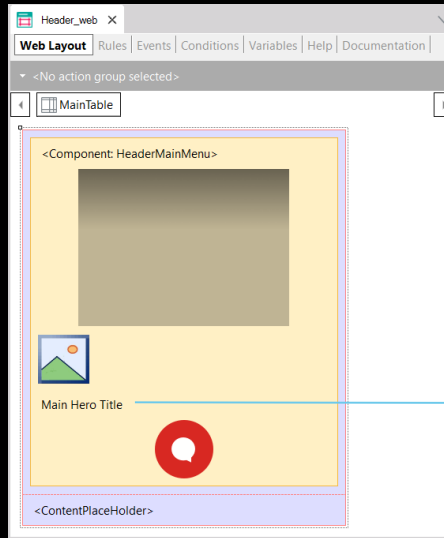 Header_web
Web Layout Rules Events Conditions Variables Help Documentation
<No action group selected>
MainTable
<Component: HeaderMainMenu>
Main Hero Title
<ContentPlaceHolder>